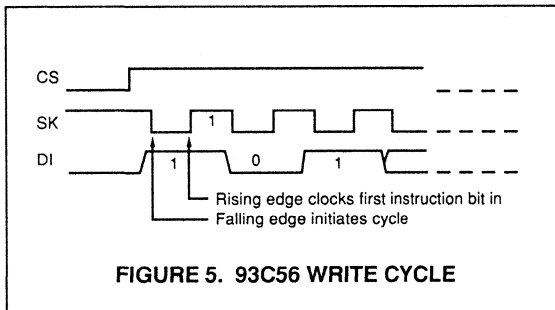 CS
SK 1
DI 1 0 1
Rising edge clocks first instruction bit in
Falling edge initiates cycle
FIGURE 5. 93C56 WRITE CYCLE